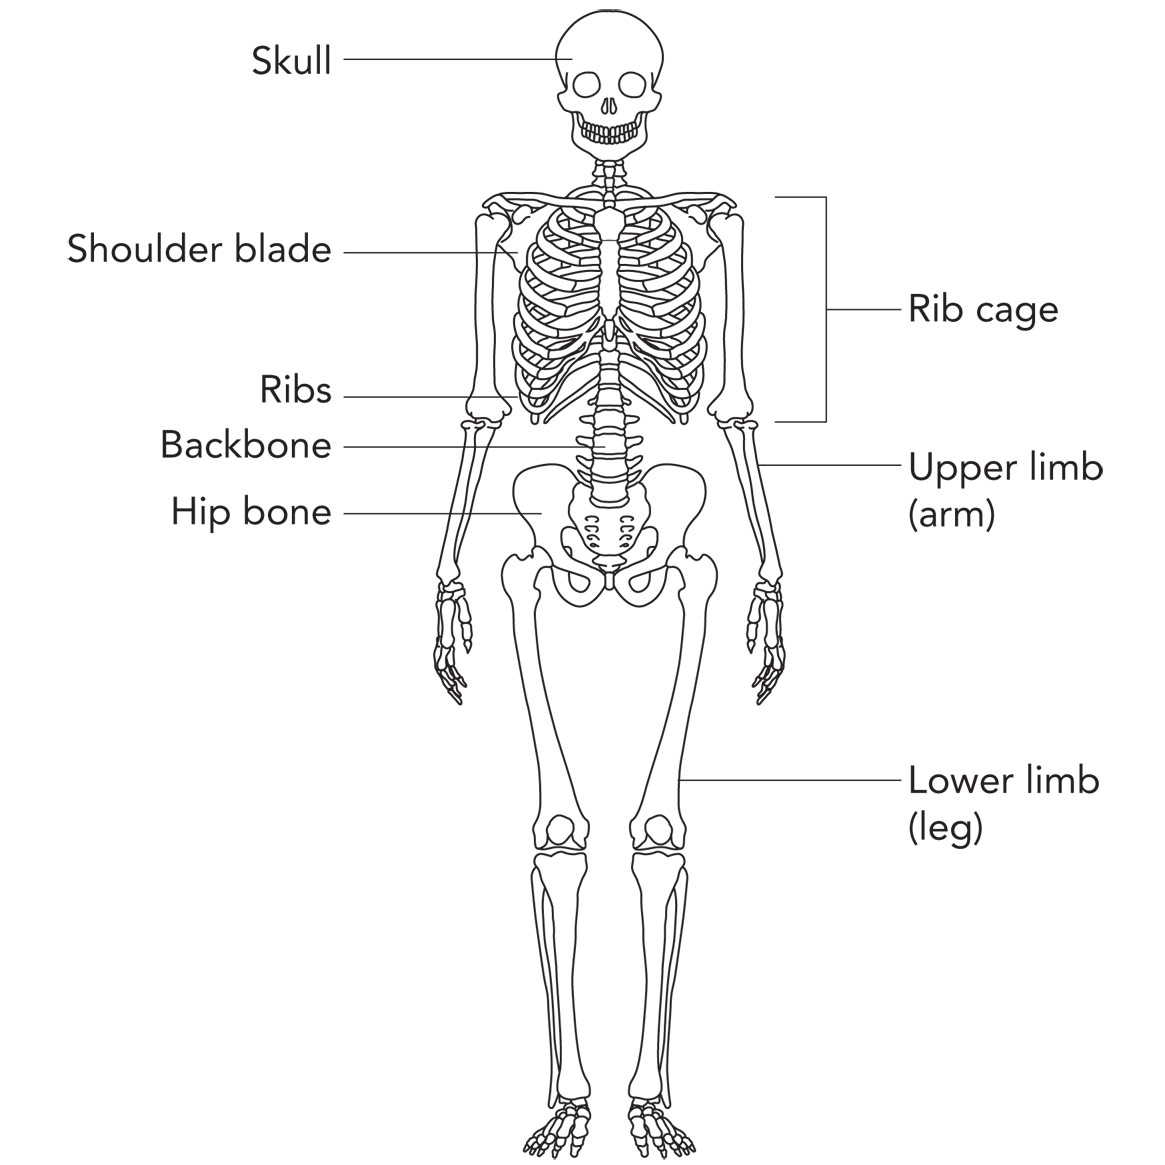 Skull
Shoulder blade
Ribs
Backbone
Hip bone
Rib cage
Upper limb
(arm)
Lower limb
(leg)